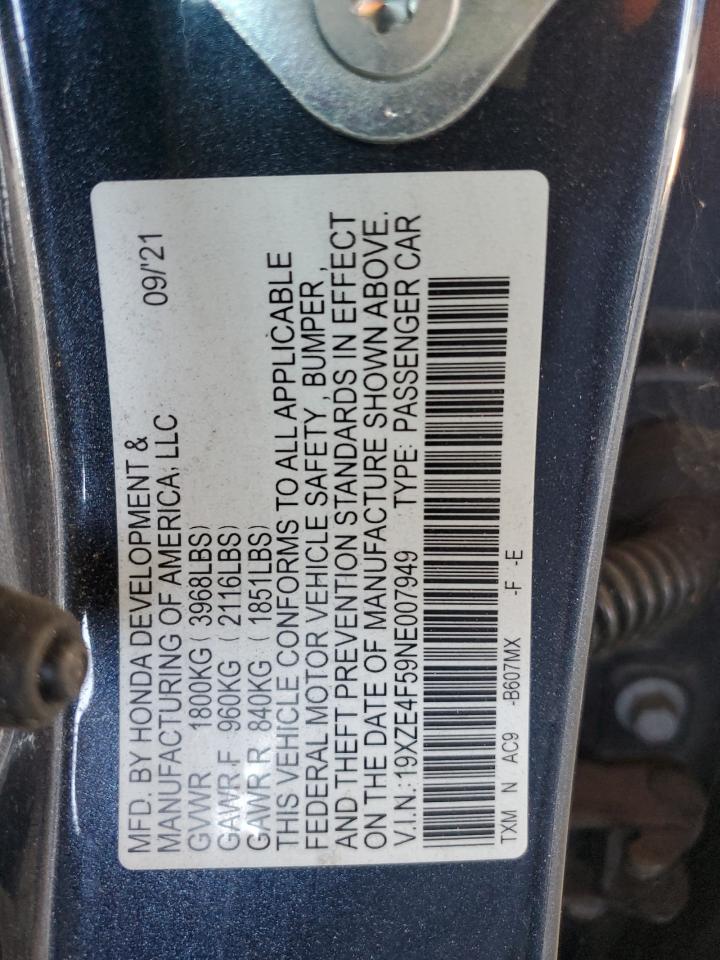 MFD. BY HONDA DEVELOPMENT &
MANUFACTURING OF AMERICA, LLC 09/'21
GVWR 1800KG ( 3968LBS)
GAWR F 960KG ( 2116LBS)
GAWR R 840KG ( 1851LBS)
THIS VEHICLE CONFORMS TO ALL APPLICABLE
FEDERAL MOTOR VEHICLE SAFETY , BUMPER ,
AND THEFT PREVENTION STANDARDS IN EFFECT
ON THE DATE OF MANUFACTURE SHOWN ABOVE.
V.I.N.: 19XZE4F59NE007949 TYPE: PASSENGER CAR
TXM N / AC9 -B607MX -F -E